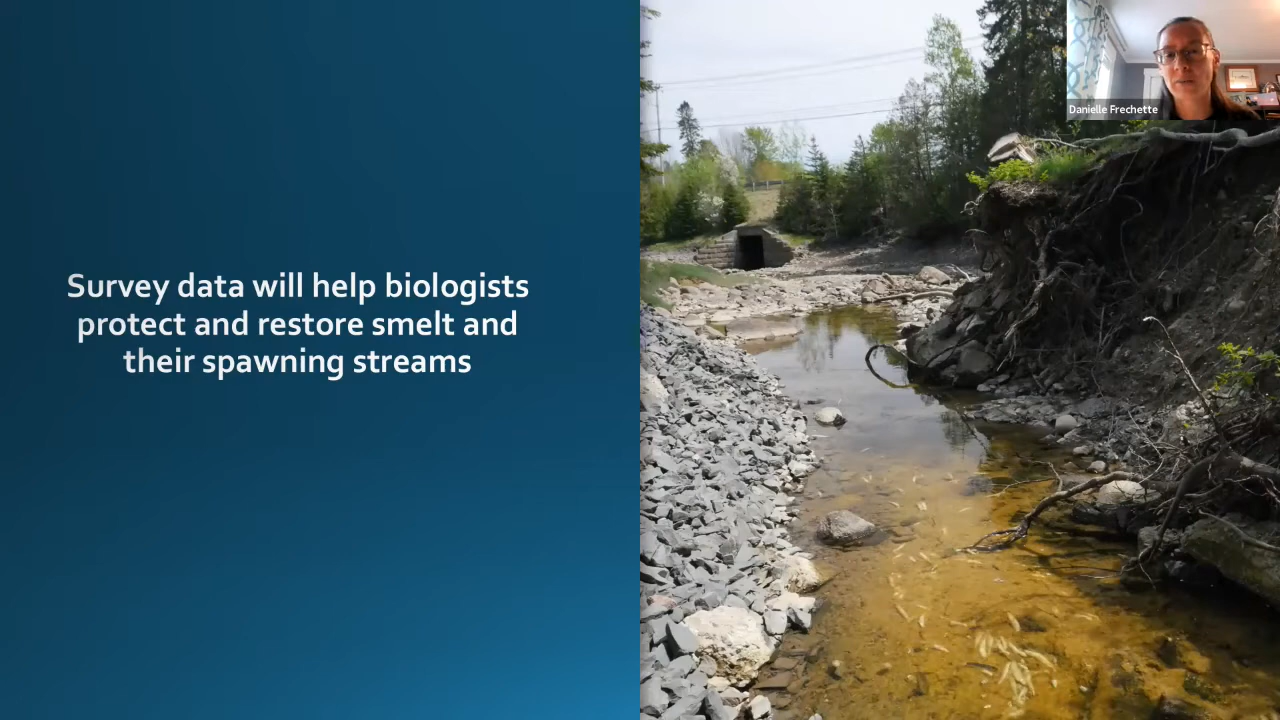 Survey data will help biologists
protect and restore smelt and
their spawning streams
Danielle Frechette